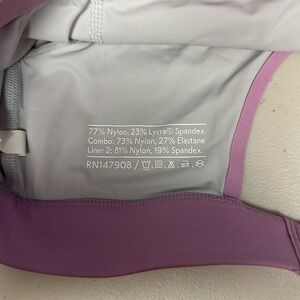 77% Nylon, 23% Lycra® Spandex
Combo: 73% Nylon, 27% Elastane
Liner 2: 81% Nylon, 19% Spandex
RN147908 /